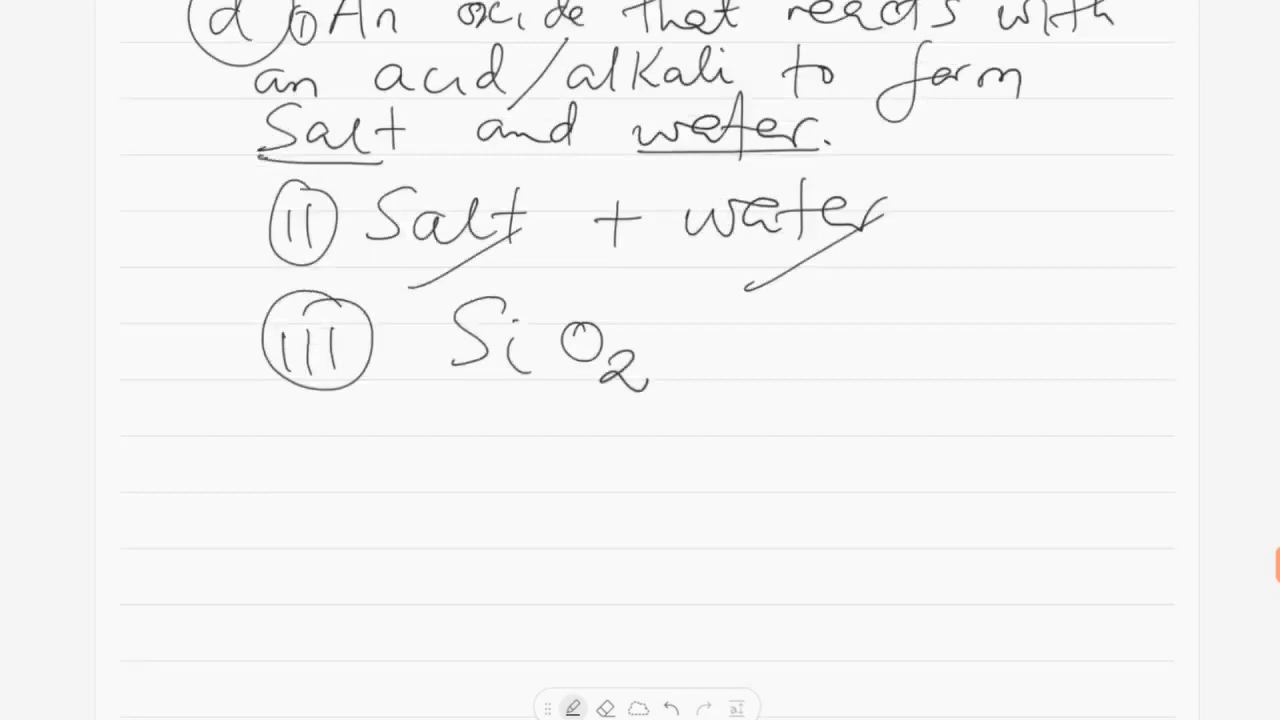 d i An oxide that reacts with
an acid/alkali to form
Salt and water.
ii Salt + water
iii SiO2